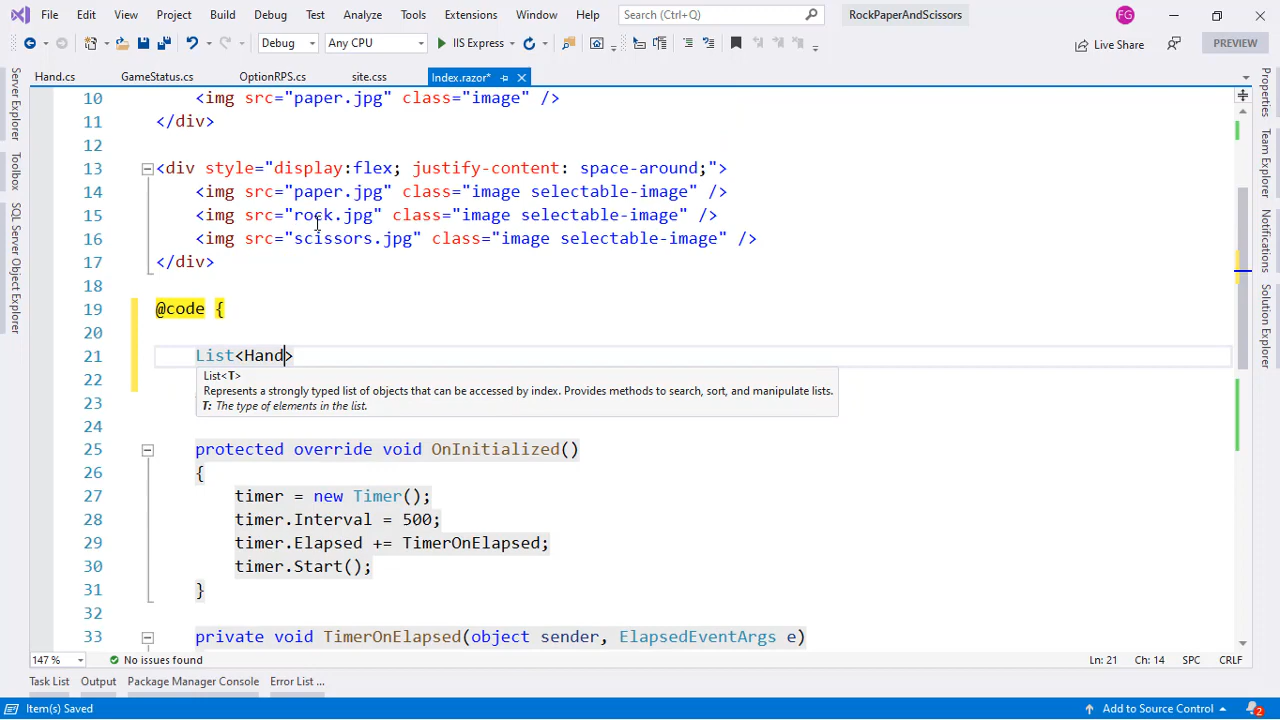 File Edit View Project Build Debug Test Analyze Tools Extensions Window Help Search (Ctrl+Q) RockPaperAndScissors FG
Debug Any CPU IIS Express Live Share PREVIEW
Hand.cs GameStatus.cs OptionRPS.cs site.css Index.razor*
Server Explorer
Toolbox
SQL Server Object Explorer
10 <img src="paper.jpg" class="image" />
11 </div>
12
13 <div style="display:flex; justify-content: space-around;">
14 <img src="paper.jpg" class="image selectable-image" />
15 <img src="rock.jpg" class="image selectable-image" />
16 <img src="scissors.jpg" class="image selectable-image" />
17 </div>
18
19 @code {
20
21 List<Hand>
List<T>
22
Represents a strongly typed list of objects that can be accessed by index. Provides methods to search, sort, and manipulate lists.
23
T: The type of elements in the list.
24
25 protected override void OnInitialized()
26 {
27 timer = new Timer();
28 timer.Interval = 500;
29 timer.Elapsed += TimerOnElapsed;
30 timer.Start();
31 }
32
33 private void TimerOnElapsed(object sender, ElapsedEventArgs e)
Properties
Team Explorer
Notifications
Solution Explorer
147 % No issues found Ln: 21 Ch: 14 SPC CRLF
Task List Output Package Manager Console Error List ...
Item(s) Saved Add to Source Control 2